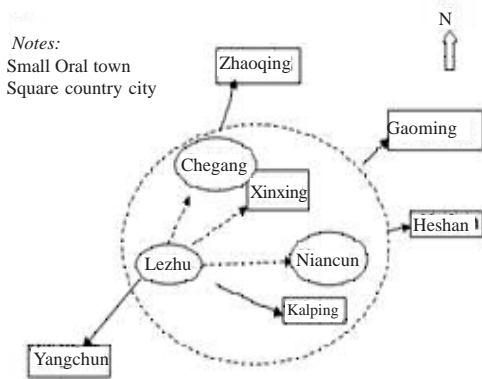 N
Notes:
Small Oral town
Square country city
Zhaoqing
Gaoming
Chegang
Xinxing
Heshan
Lezhu
Niancun
Kalping
Yangchun